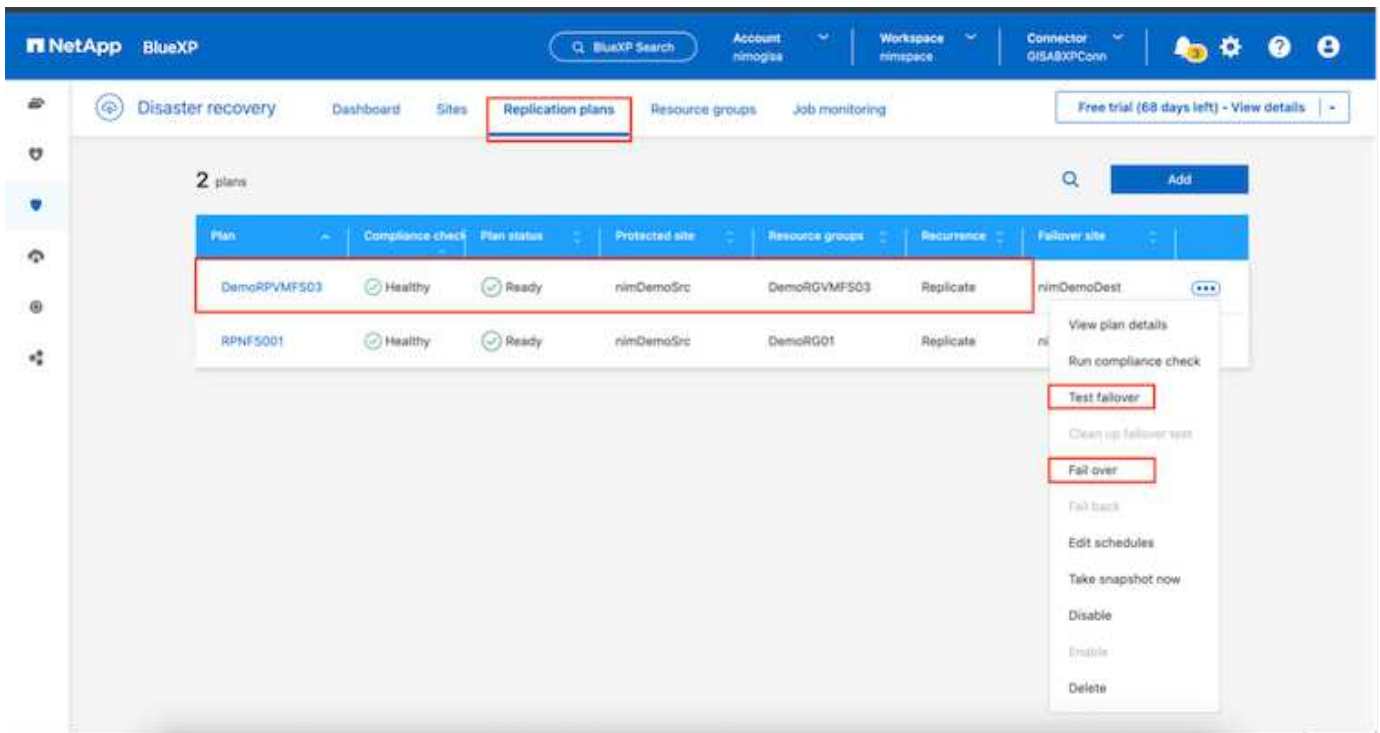 NetApp BlueXP
BlueXP Search
Account
nimogisa
Workspace
nimspace
Connector
GISABXPConn
3
Disaster recovery
Dashboard
Sites
Replication plans
Resource groups
Job monitoring
Free trial (68 days left) - View details
2 plans
Add
Plan
Compliance check
Plan status
Protected site
Resource groups
Recurrence
Failover site
DemoRPVMFS03
Healthy
Ready
nimDemoSrc
DemoRGVMFS03
Replicate
nimDemoDest
RPNFS001
Healthy
Ready
nimDemoSrc
DemoRG01
Replicate
ni
View plan details
Run compliance check
Test failover
Clean up failover test
Fail over
Fail back
Edit schedules
Take snapshot now
Disable
Enable
Delete